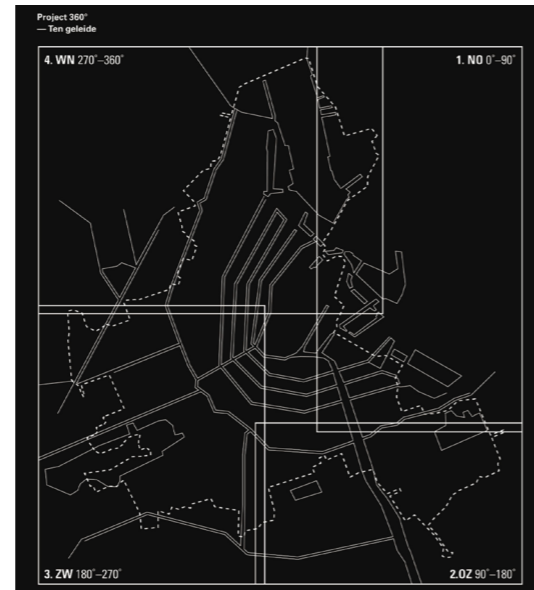 Project 360°
— Ten geleide
4. WN 270°–360°
1. NO 0°–90°
3. ZW 180°–270°
2.OZ 90°–180°